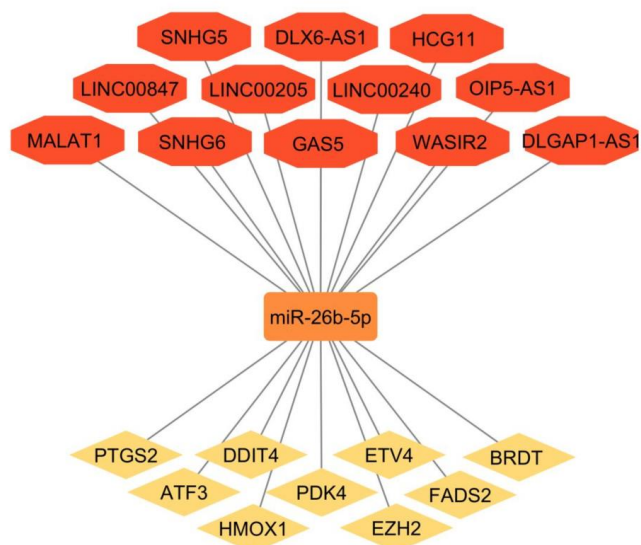 SNHG5 DLX6-AS1 HCG11
LINC00847 LINC00205 LINC00240 OIP5-AS1
MALAT1 SNHG6 GAS5 WASIR2 DLGAP1-AS1
miR-26b-5p
PTGS2 DDIT4 ETV4 BRDT
ATF3 PDK4 FADS2
HMOX1 EZH2